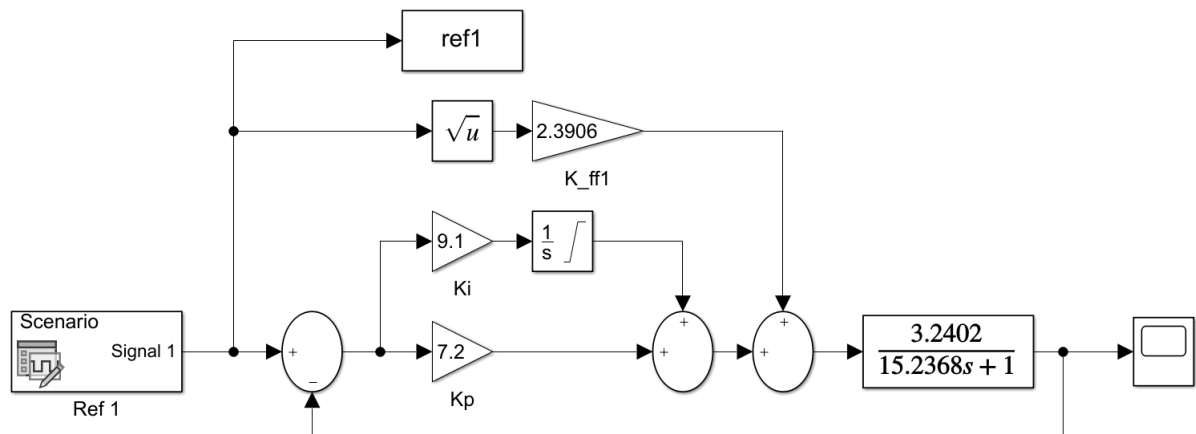 ref1
√u
2.3906
K_ff1
9.1
1
s
Ki
Scenario
Signal 1
Ref 1
+
−
7.2
Kp
+
+
+
+
3.2402
15.2368s + 1